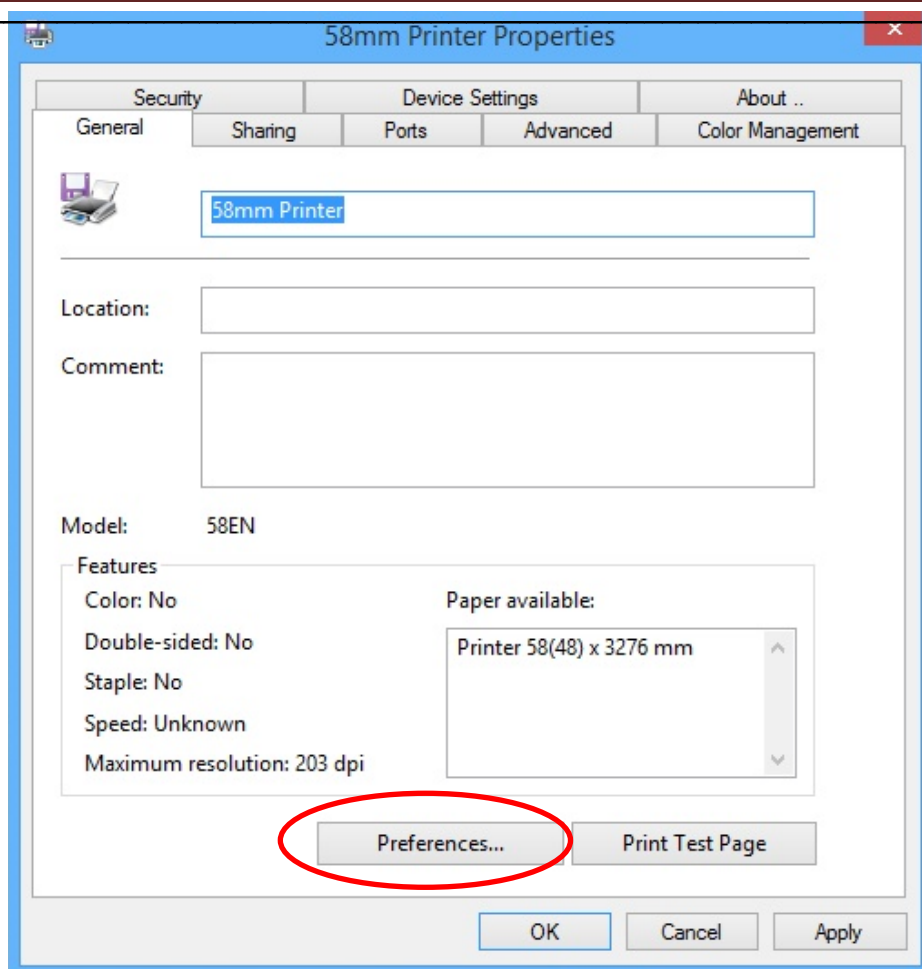 58mm Printer Properties
Security Device Settings About ..
General Sharing Ports Advanced Color Management
58mm Printer
Location:
Comment:
Model: 58EN
Features
Color: No
Double-sided: No
Staple: No
Speed: Unknown
Maximum resolution: 203 dpi
Paper available:
Printer 58(48) x 3276 mm
Preferences... Print Test Page
OK Cancel Apply